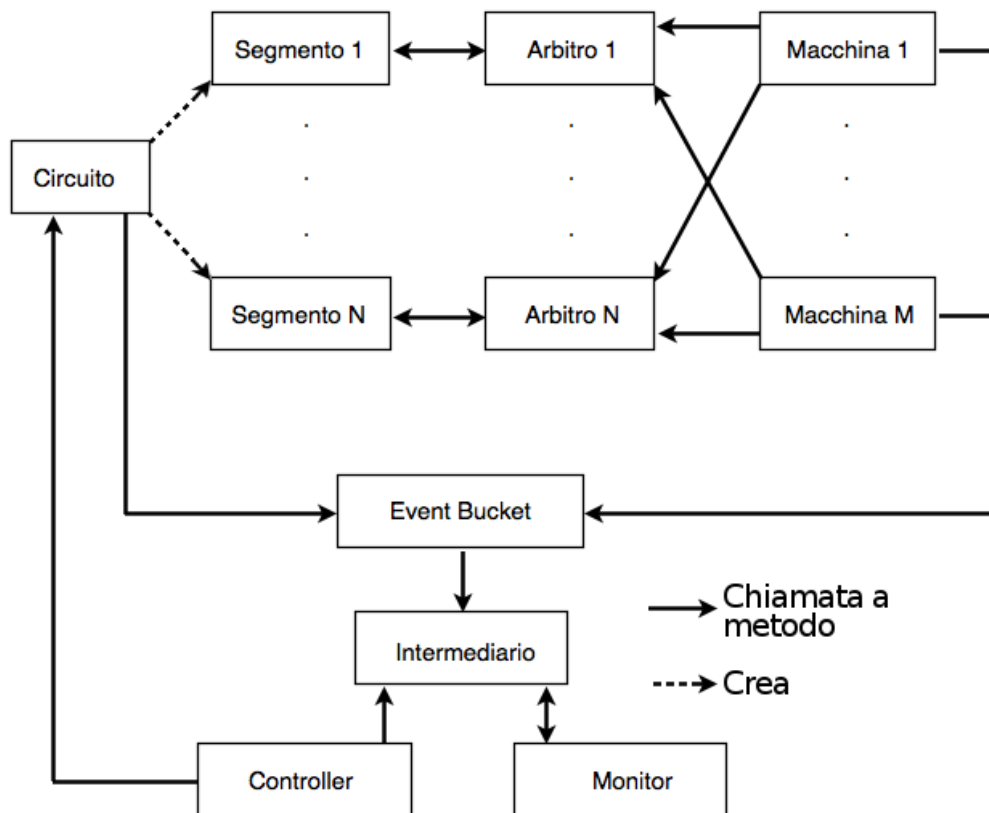 Segmento 1
Arbitro 1
Macchina 1
Circuito
Segmento N
Arbitro N
Macchina M
Event Bucket
Chiamata a
metodo
Intermediario
Crea
Controller
Monitor